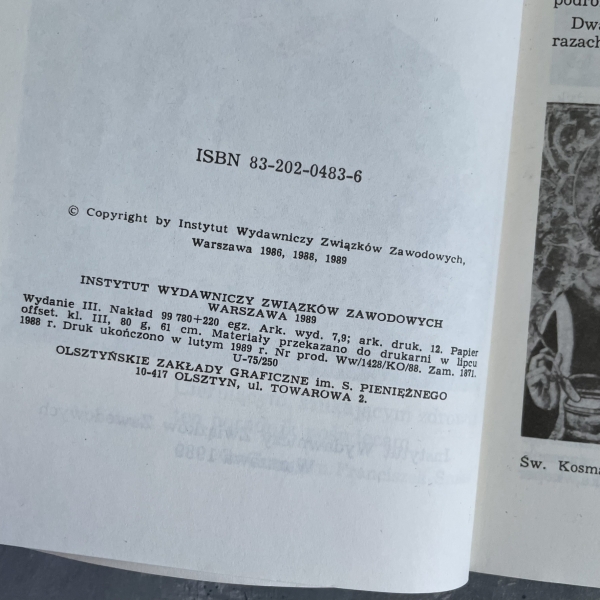 ISBN 83-202-0483-6
© Copyright by Instytut Wydawniczy Związków Zawodowych,
Warszawa 1986, 1988, 1989
INSTYTUT WYDAWNICZY ZWIĄZKÓW ZAWODOWYCH
WARSZAWA 1989
Wydanie III. Nakład 99 780+220 egz. Ark. wyd. 7,9; ark. druk. 12. Papier
offset. kl. III, 80 g, 61 cm. Materiały przekazano do drukarni w lipcu
1988 r. Druk ukończono w lutym 1989 r. Nr prod. Ww/1428/KO/88. Zam. 1871.
U-75/250
OLSZTYŃSKIE ZAKŁADY GRAFICZNE im. S. PIENIĘŻNEGO
10-417 OLSZTYN, ul. TOWAROWA 2.
Dwa
razach
Św. Kosma